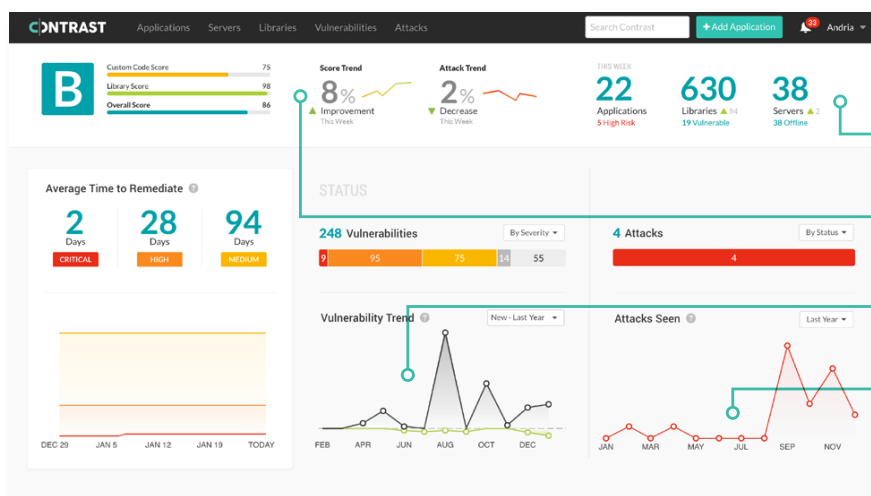 CONTRAST Applications Servers Libraries Vulnerabilities Attacks Search Contrast +Add Application 33 Andria
B
Custom Code Score 75
Library Score 98
Overall Score 86
Score Trend
8%
Improvement
This Week
Attack Trend
2%
Decrease
This Week
THIS WEEK
22
Applications
5 High Risk
630
Libraries 94
19 Vulnerable
38
Servers 2
38 Offline
Average Time to Remediate ?
2 28 94
Days Days Days
CRITICAL HIGH MEDIUM
DEC 29 JAN 5 JAN 12 JAN 19 TODAY
STATUS
248 Vulnerabilities By Severity
9 95 75 14 55
Vulnerability Trend ? New - Last Year
FEB APR JUN AUG OCT DEC
4 Attacks By Status
4
Attacks Seen ? Last Year
JAN MAR MAY JUL SEP NOV